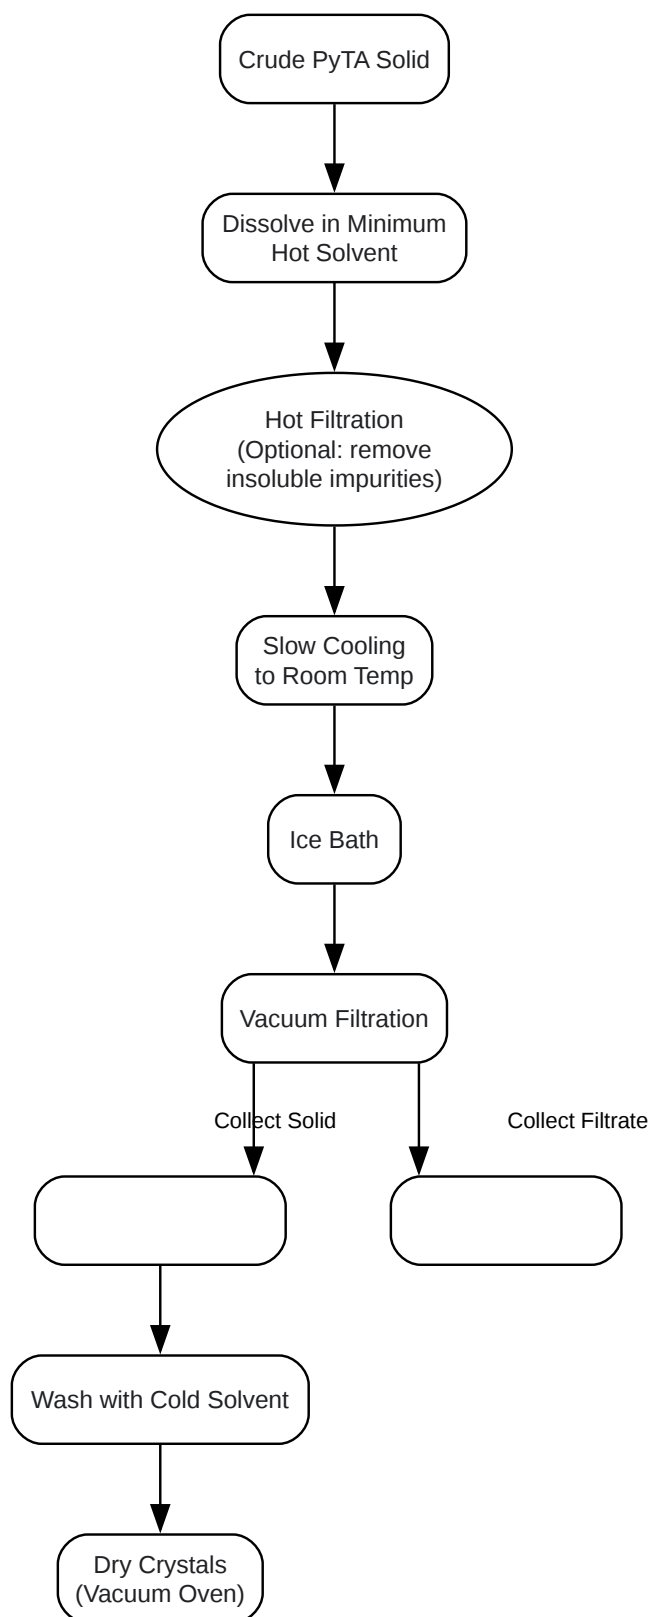 Crude PyTA Solid
Dissolve in Minimum
Hot Solvent
Hot Filtration
(Optional: remove
insoluble impurities)
Slow Cooling
to Room Temp
Ice Bath
Vacuum Filtration
Collect Solid
Collect Filtrate
Wash with Cold Solvent
Dry Crystals
(Vacuum Oven)